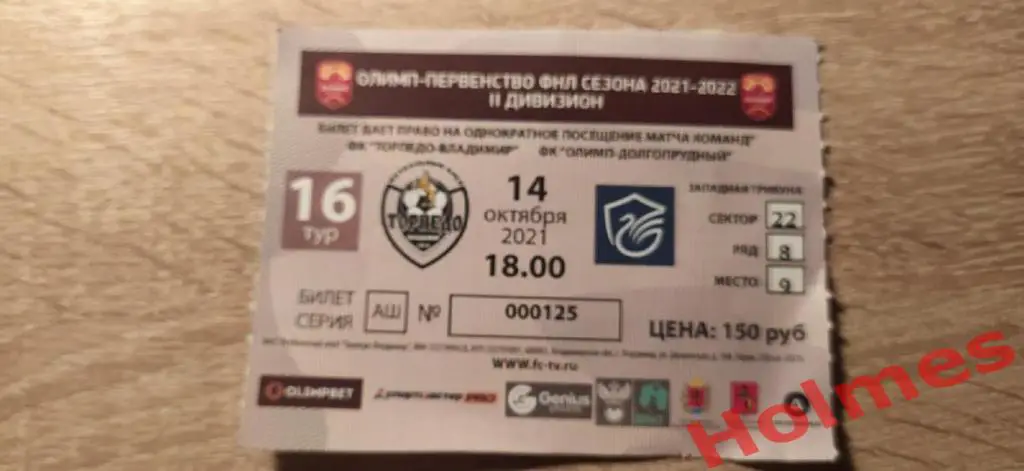 ОЛИМП-ПЕРВЕНСТВО ФНЛ СЕЗОНА 2021-2022
II ДИВИЗИОН
БИЛЕТ ДАЕТ ПРАВО НА ОДНОКРАТНОЕ ПОСЕЩЕНИЕ МАТЧА КОМАНД
ФК "ТОРПЕДО-ВЛАДИМИР" ФК "ОЛИМП-ДОЛГОПРУДНЫЙ"
16
тур
ТОРПЕДО
14
октября
2021
18.00
ЗАПАДНАЯ ТРИБУНА
СЕКТОР: 22
РЯД: 8
МЕСТО: 9
БИЛЕТ
СЕРИЯ
АШ
№
000125
ЦЕНА: 150 руб
www.fc-tv.ru
OLIMPBET
Спортмастер PRO
Genius
Holmes